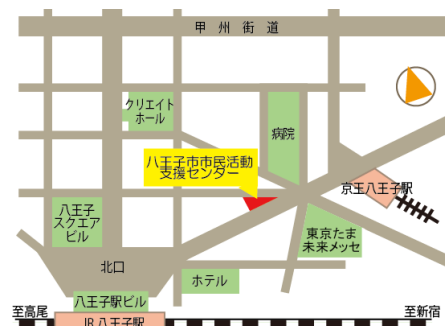 甲州街道
クリエイト
ホール
病院
八王子市市民活動
支援センター
京王八王子駅
八王子
スクエア
ビル
東京たま
未来メッセ
北口
ホテル
八王子駅ビル
至高尾
至新宿
JR 八王子駅